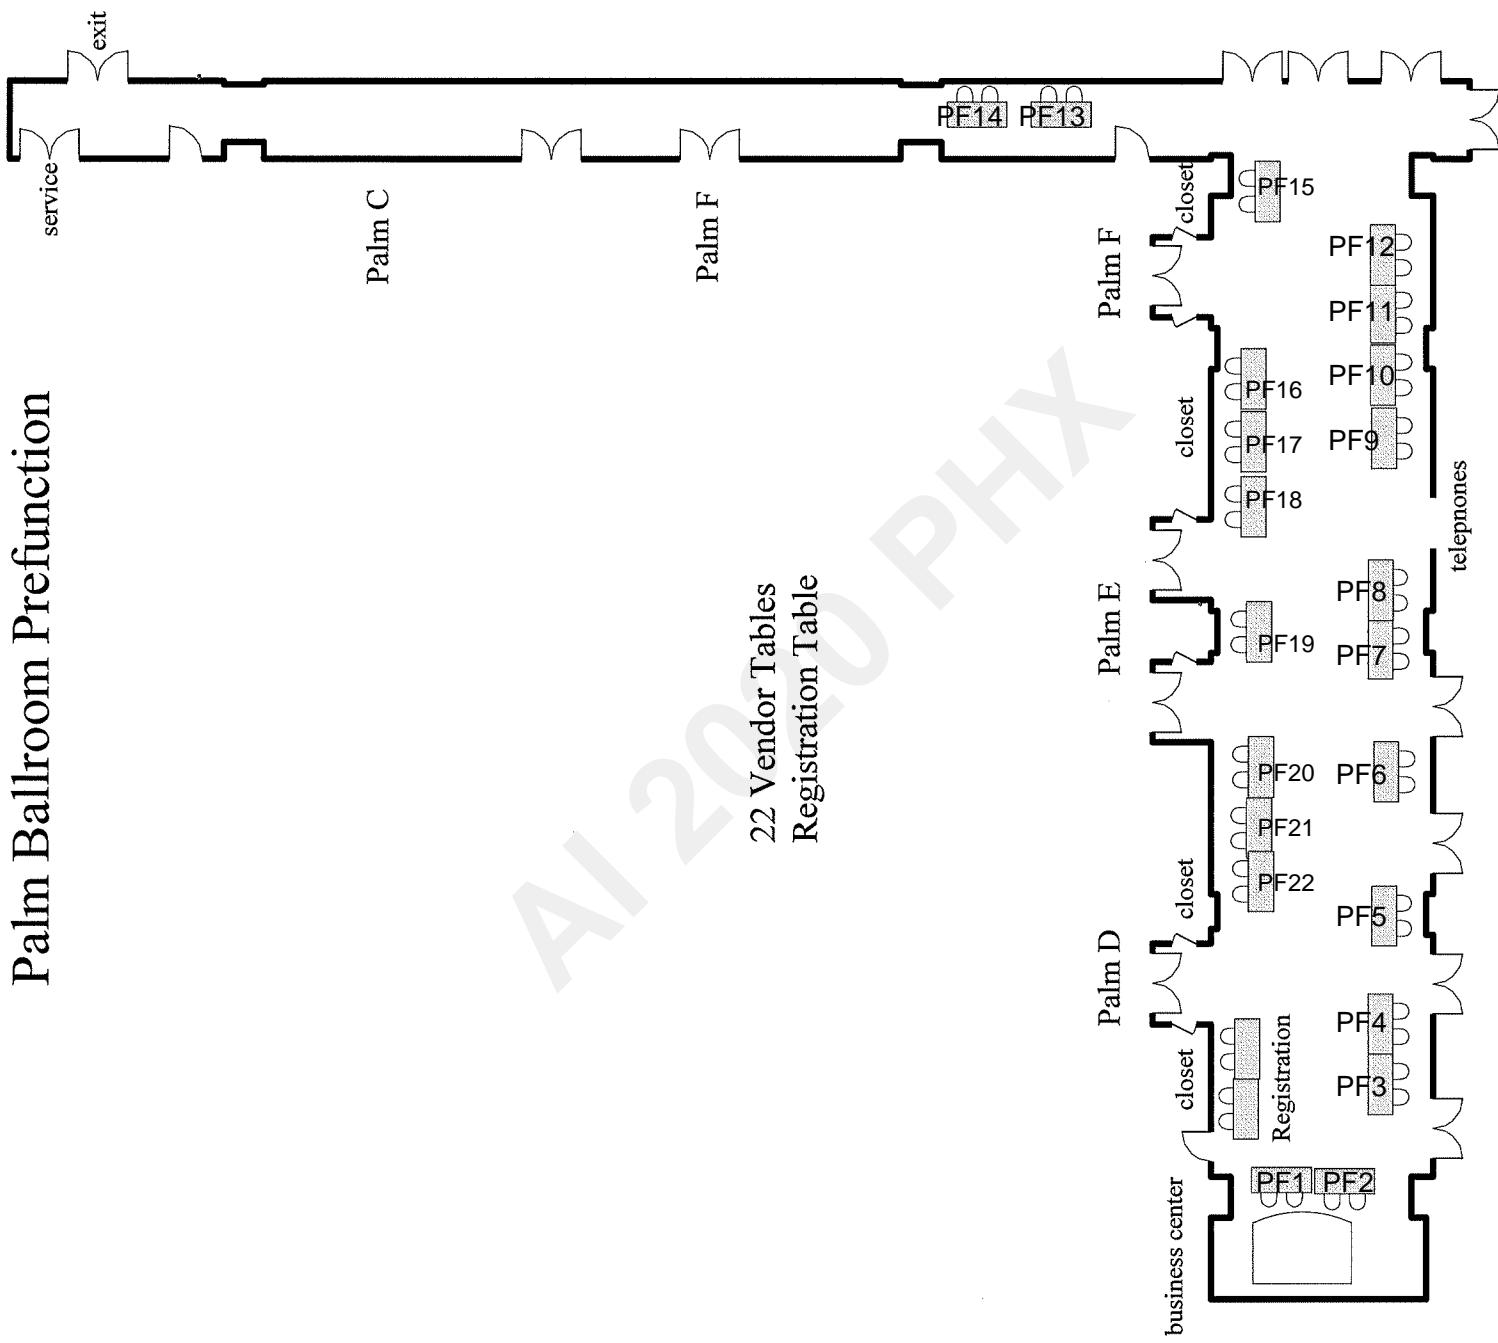 Palm Ballroom Prefunction
exit
service
Palm C
Palm F
PF14
PF13
closet
PF15
Palm F
PF12
PF11
PF10
PF9
closet
PF16
PF17
PF18
telepnones
22 Vendor Tables
Registration Table
Palm E
PF19
PF8
PF7
PF20
PF21
PF22
PF6
PF5
closet
Palm D
PF4
PF3
closet
Registration
PF1
PF2
business center
AI 2020 PHX